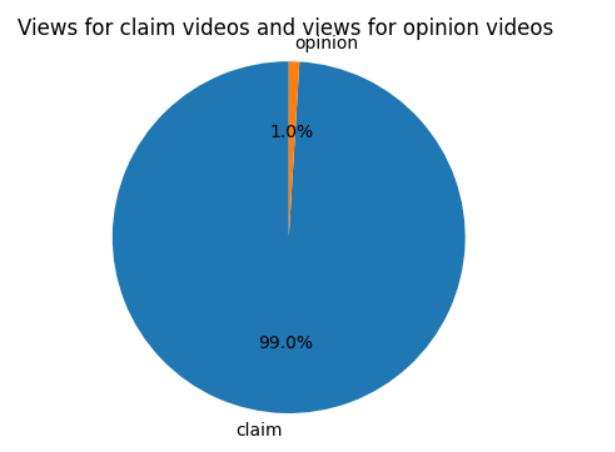 Views for claim videos and views for opinion videos
opinion
1.0%
99.0%
claim